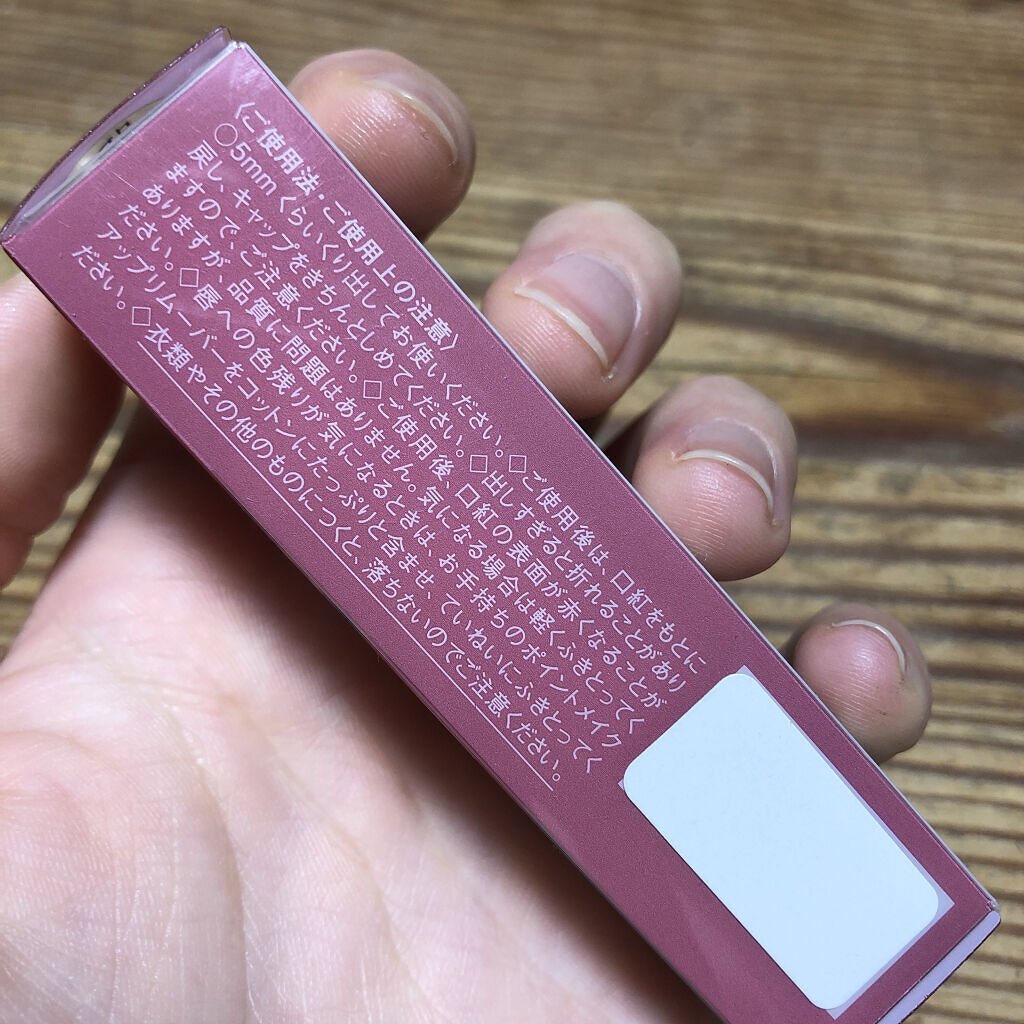 〈ご使用法・ご使用上の注意〉
○5mmくらいくり出してお使いください。◇ご使用後は、口紅をもとに
戻し、キャップをきちんとしめてください。◇出しすぎると折れることがあり
ますので、ご注意ください。◇ご使用後、口紅の表面が赤くなることが
ありますが、品質に問題はありません。気になる場合は軽くふきとってく
ださい。◇唇への色残りが気になるときは、お手持ちのポイントメイク
アップリムーバーをコットンにたっぷりと含ませ、ていねいにふきとってく
ださい。◇衣類やその他のものにつくと、落ちないのでご注意ください。